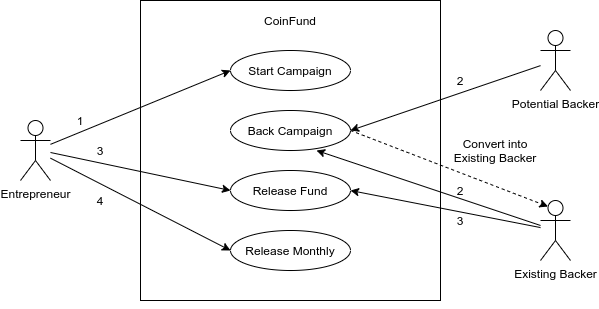 CoinFund
Start Campaign
Potential Backer
1
2
Back Campaign
Convert into
Existing Backer
3
Entrepreneur
Release Fund
2
4
3
Release Monthly
Existing Backer